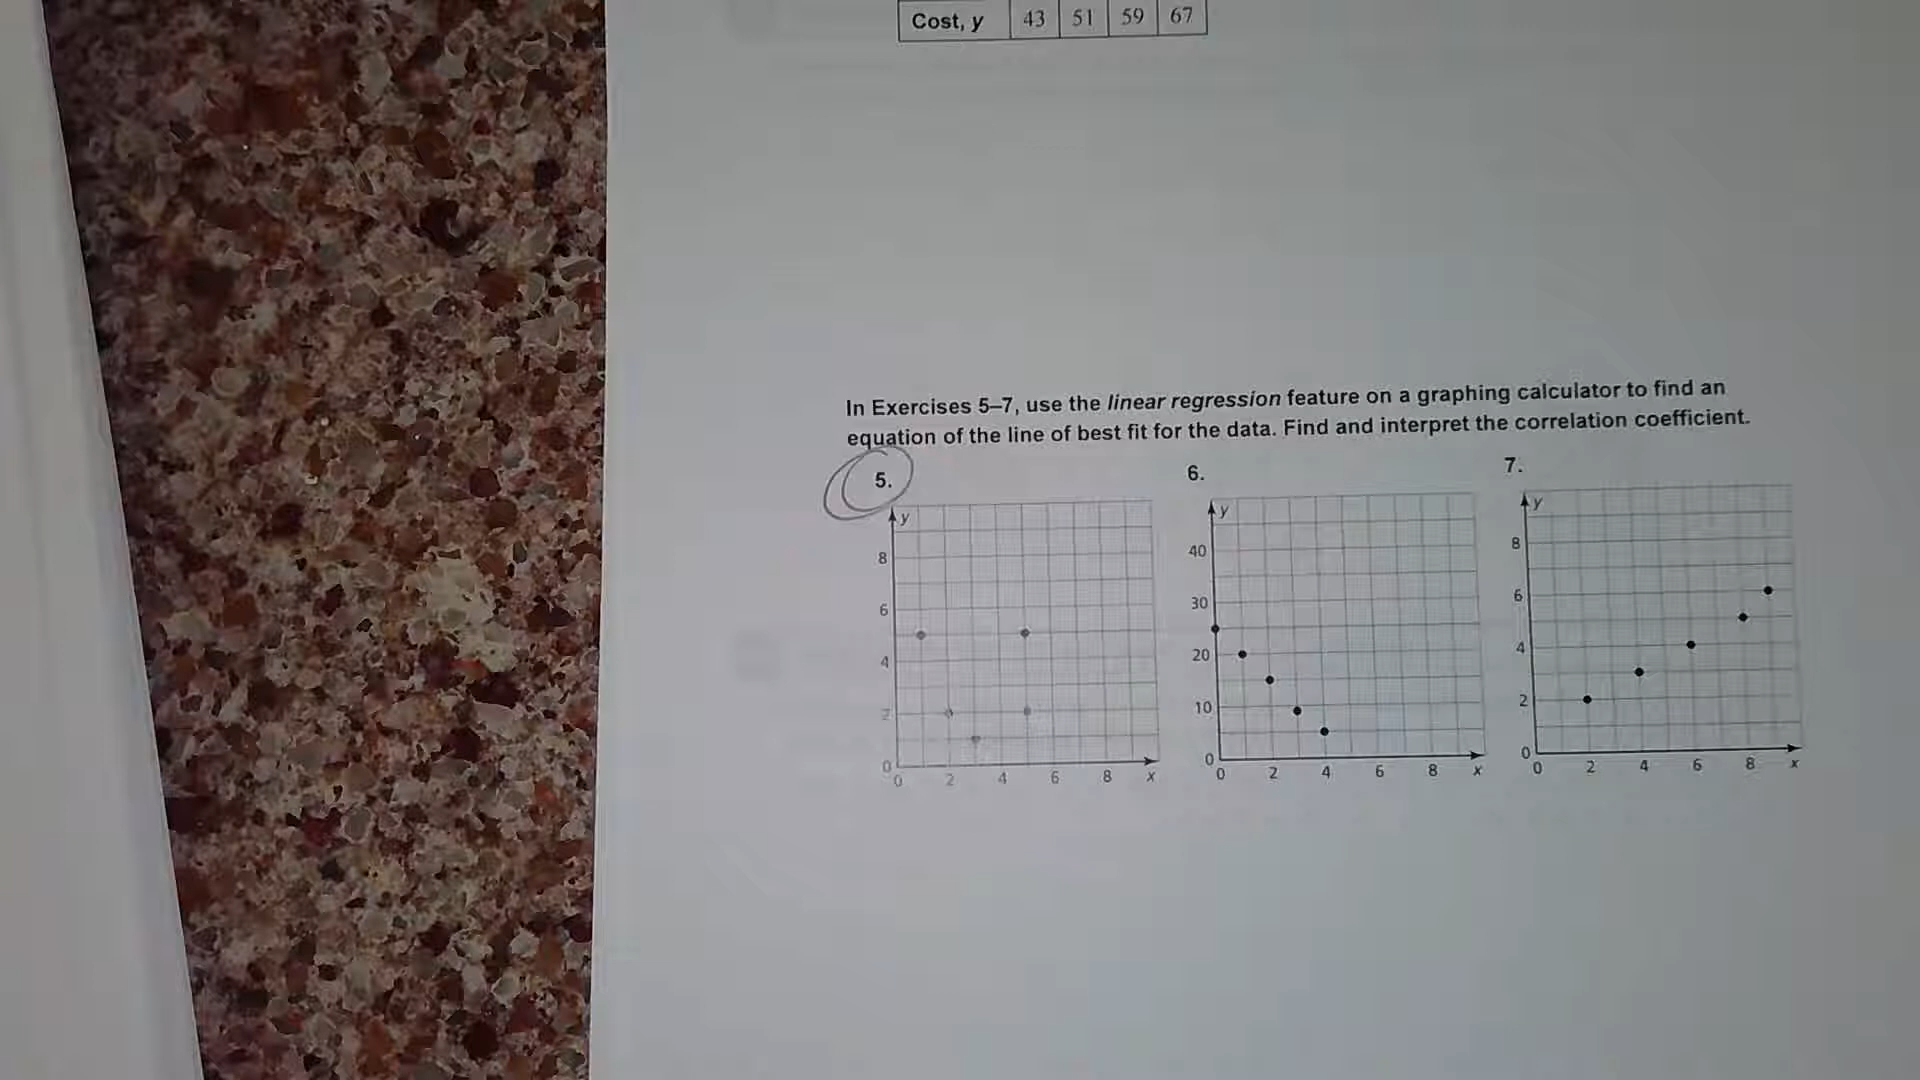 Cost, y 43 51 59 67
In Exercises 5–7, use the linear regression feature on a graphing calculator to find an
equation of the line of best fit for the data. Find and interpret the correlation coefficient.
5. 6. 7.
y
8
6
4
2
0
0 2 4 6 8 x
y
40
30
20
10
0
0 2 4 6 8 x
y
8
6
4
2
0
0 2 4 6 8 x